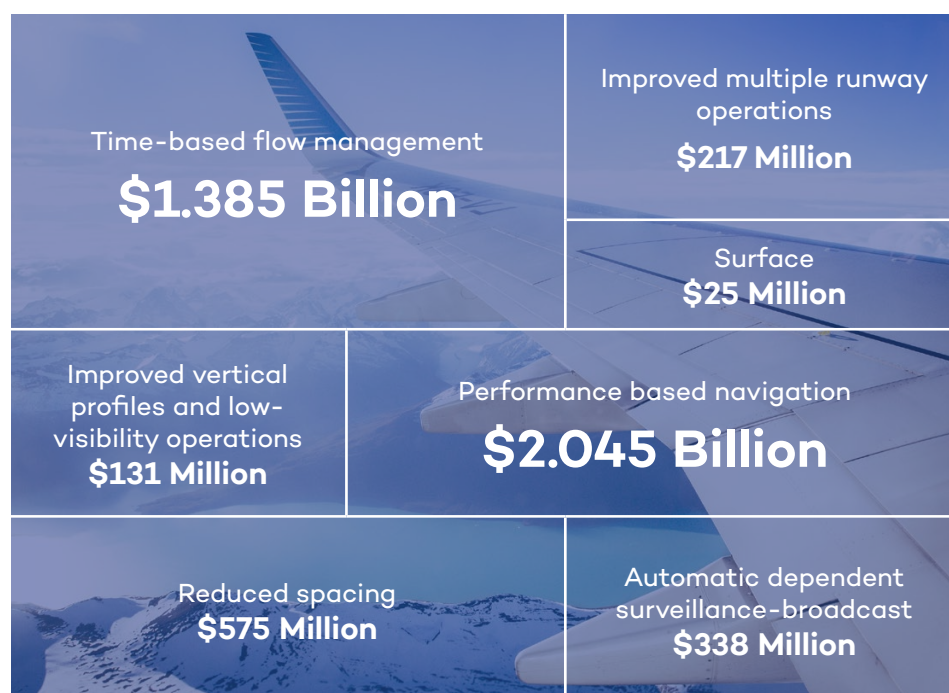 Time-based flow management
$1.385 Billion
Improved multiple runway
operations
$217 Million
Surface
$25 Million
Improved vertical
profiles and low-
visibility operations
$131 Million
Performance based navigation
$2.045 Billion
Reduced spacing
$575 Million
Automatic dependent
surveillance-broadcast
$338 Million